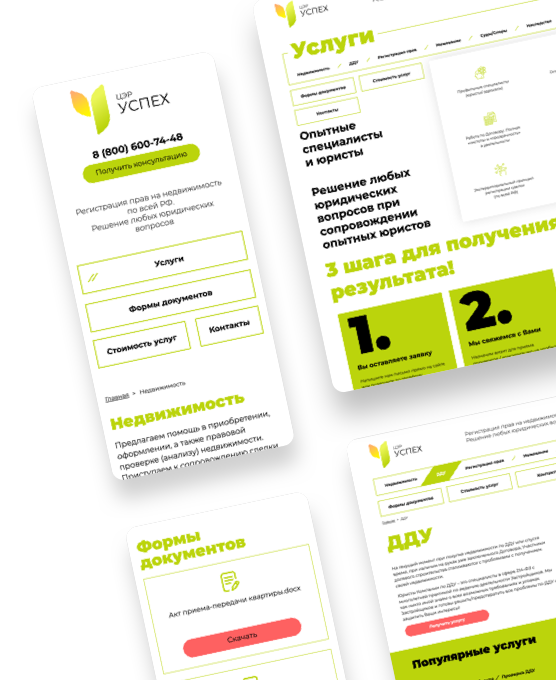 ЦЭР
УСПЕХ
8 (800) 600-74-48
Получить консультацию
Регистрация прав на недвижимость
по всей РФ.
Решение любых юридических
вопросов
Услуги
Формы документов
Стоимость услуг
Контакты
Главная > Недвижимость
Недвижимость
Предлагаем помощь в приобретении,
оформлении, а также правовой
проверке (анализу) недвижимости.
Приступаем к сопровождению сделки
ЦЭР
УСПЕХ
Услуги
Недвижимость / ДДУ / Регистрация прав / Межевание / Суды/Споры / Наследство
Формы документов
Стоимость услуг
Контакты
Опытные
специалисты
и юристы
Решение любых
юридических
вопросов при
сопровождении
опытных юристов
3 шага для получения
результата!
1.
Вы оставляете заявку
2.
Мы свяжемся с Вами
Формы
документов
Акт приема-передачи квартиры.docx
Скачать
ЦЭР
УСПЕХ
Регистрация прав на недвижимость
Решение любых юридических
Недвижимость
ДДУ
Регистрация прав
Межевание
Формы документов
Стоимость услуг
ДДУ
Получить услугу
Популярные услуги
Проверка ДДУ